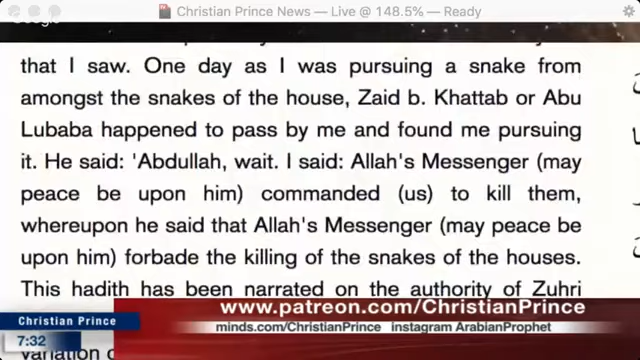 Christian Prince News — Live @ 148.5% — Ready
that I saw. One day as I was pursuing a snake from
amongst the snakes of the house, Zaid b. Khattab or Abu
Lubaba happened to pass by me and found me pursuing
it. He said: 'Abdullah, wait. I said: Allah's Messenger (may
peace be upon him) commanded (us) to kill them,
whereupon he said that Allah's Messenger (may peace be
upon him) forbade the killing of the snakes of the houses.
This hadith has been narrated on the authority of Zuhri
www.patreon.com/ChristianPrince
Christian Prince
minds.com/ChristianPrince instagram ArabianProphet
7:32
variation